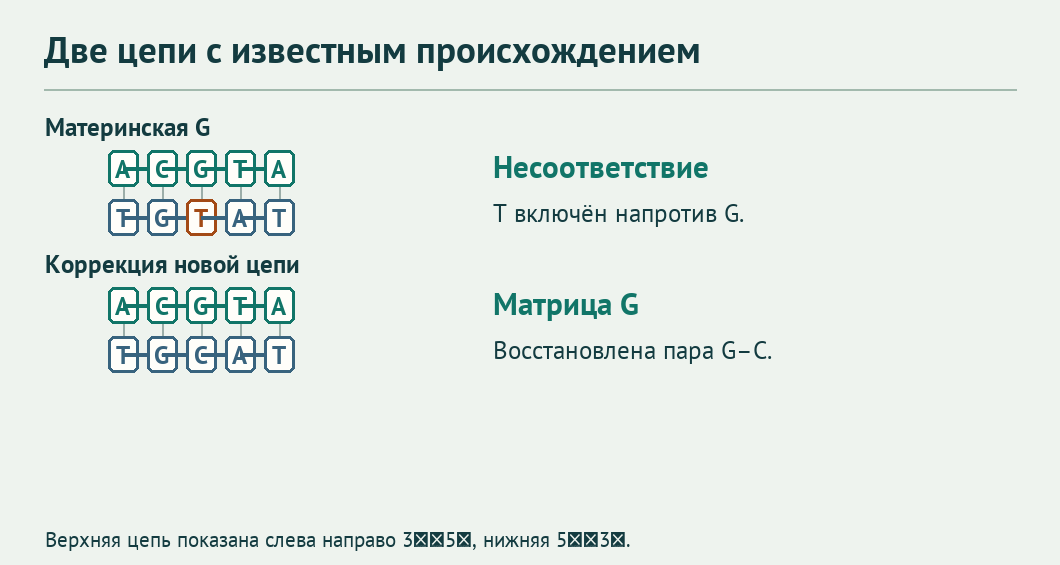 Две цепи с известным происхождением
Материнская G
A C G T A
T G T A T
Несоответствие
T включён напротив G.
Коррекция новой цепи
A C G T A
T G C A T
Матрица G
Восстановлена пара G–C.
Верхняя цепь показана слева направо 3☒☒5☒, нижняя 5☒☒3☒.